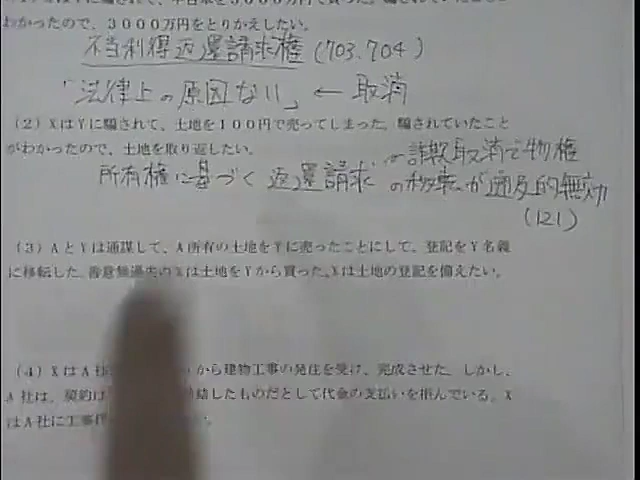 わかったので、3000万円をとりかえしたい。
不当利得返還請求権(703.704)
「法律上の原因ない」 ← 取消
(2)XはYに騙されて、土地を100円で売ってしまった。騙されていたこと
がわかったので、土地を取り返したい。
詐欺取消で物権
所有権に基づく 返還請求
の移転が遡及的無効
(121)
(3)AとYは通謀して、A所有の土地をYに売ったことにして、登記をY名義
に移転した。善意無過失のXは土地をYから買った。Xは土地の登記を備えたい。
(4)XはA社 から建物工事の発注を受け、完成させた。しかし、
A社は、契約は 締結したものだとして代金の支払いを拒んでいる。X
はA社に工事